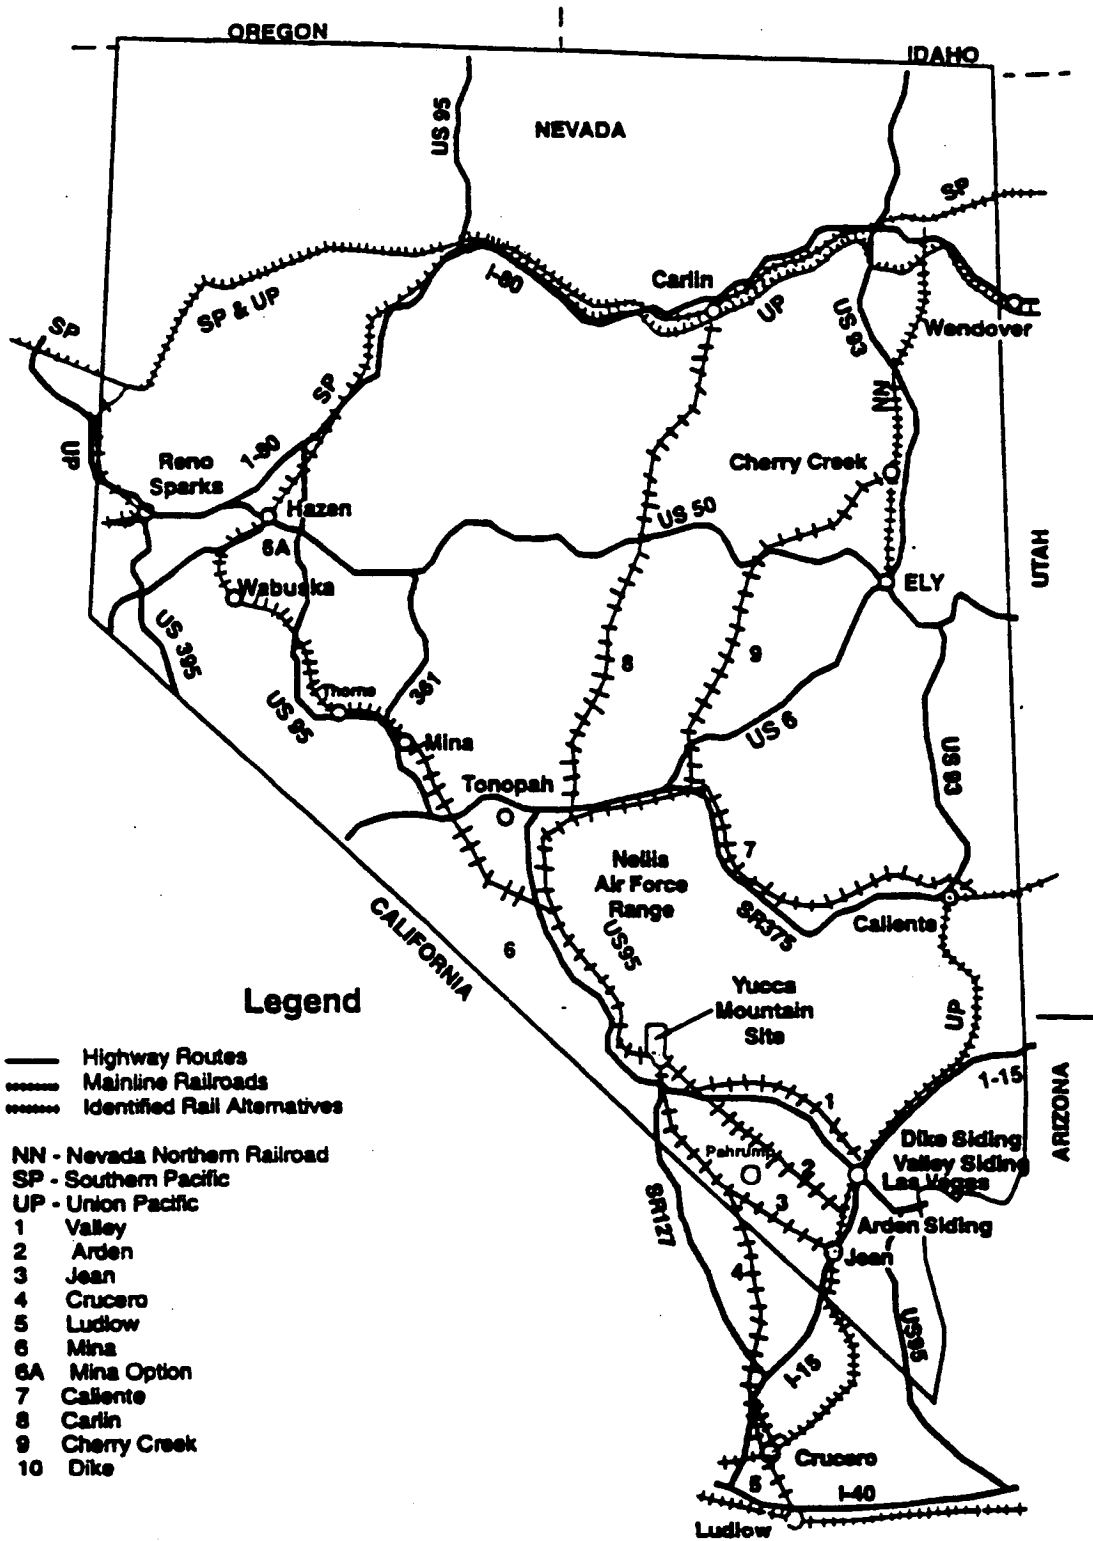 OREGON
IDAHO
US 95
NEVADA
SP
I-80
Carlin
UP
SP & UP
SP
US 93
Wendover
SP
NN
UP
Reno
Sparks
1-80
Cherry Creek
Hazen
US 50
6A
UTAH
ELY
Wabuska
US 395
8
9
Thorne
361
US 95
US 6
Mina
US 93
Tonopah
7
Nellis
Air Force
Range
SR375
Caliente
CALIFORNIA
6
US95
Yucca
Mountain
Site
UP
Legend
Highway Routes
Mainline Railroads
Identified Rail Alternatives
1-15
ARIZONA
1
Dike Siding
Valley Siding
Las Vegas
Pahrump
2
3
SR127
Arden Siding
Jean
4
US95
I-15
Crucero
5
I-40
Ludlow
NN - Nevada Northern Railroad
SP - Southern Pacific
UP - Union Pacific
1 Valley
2 Arden
3 Jean
4 Crucero
5 Ludlow
6 Mina
6A Mina Option
7 Caliente
8 Carlin
9 Cherry Creek
10 Dike